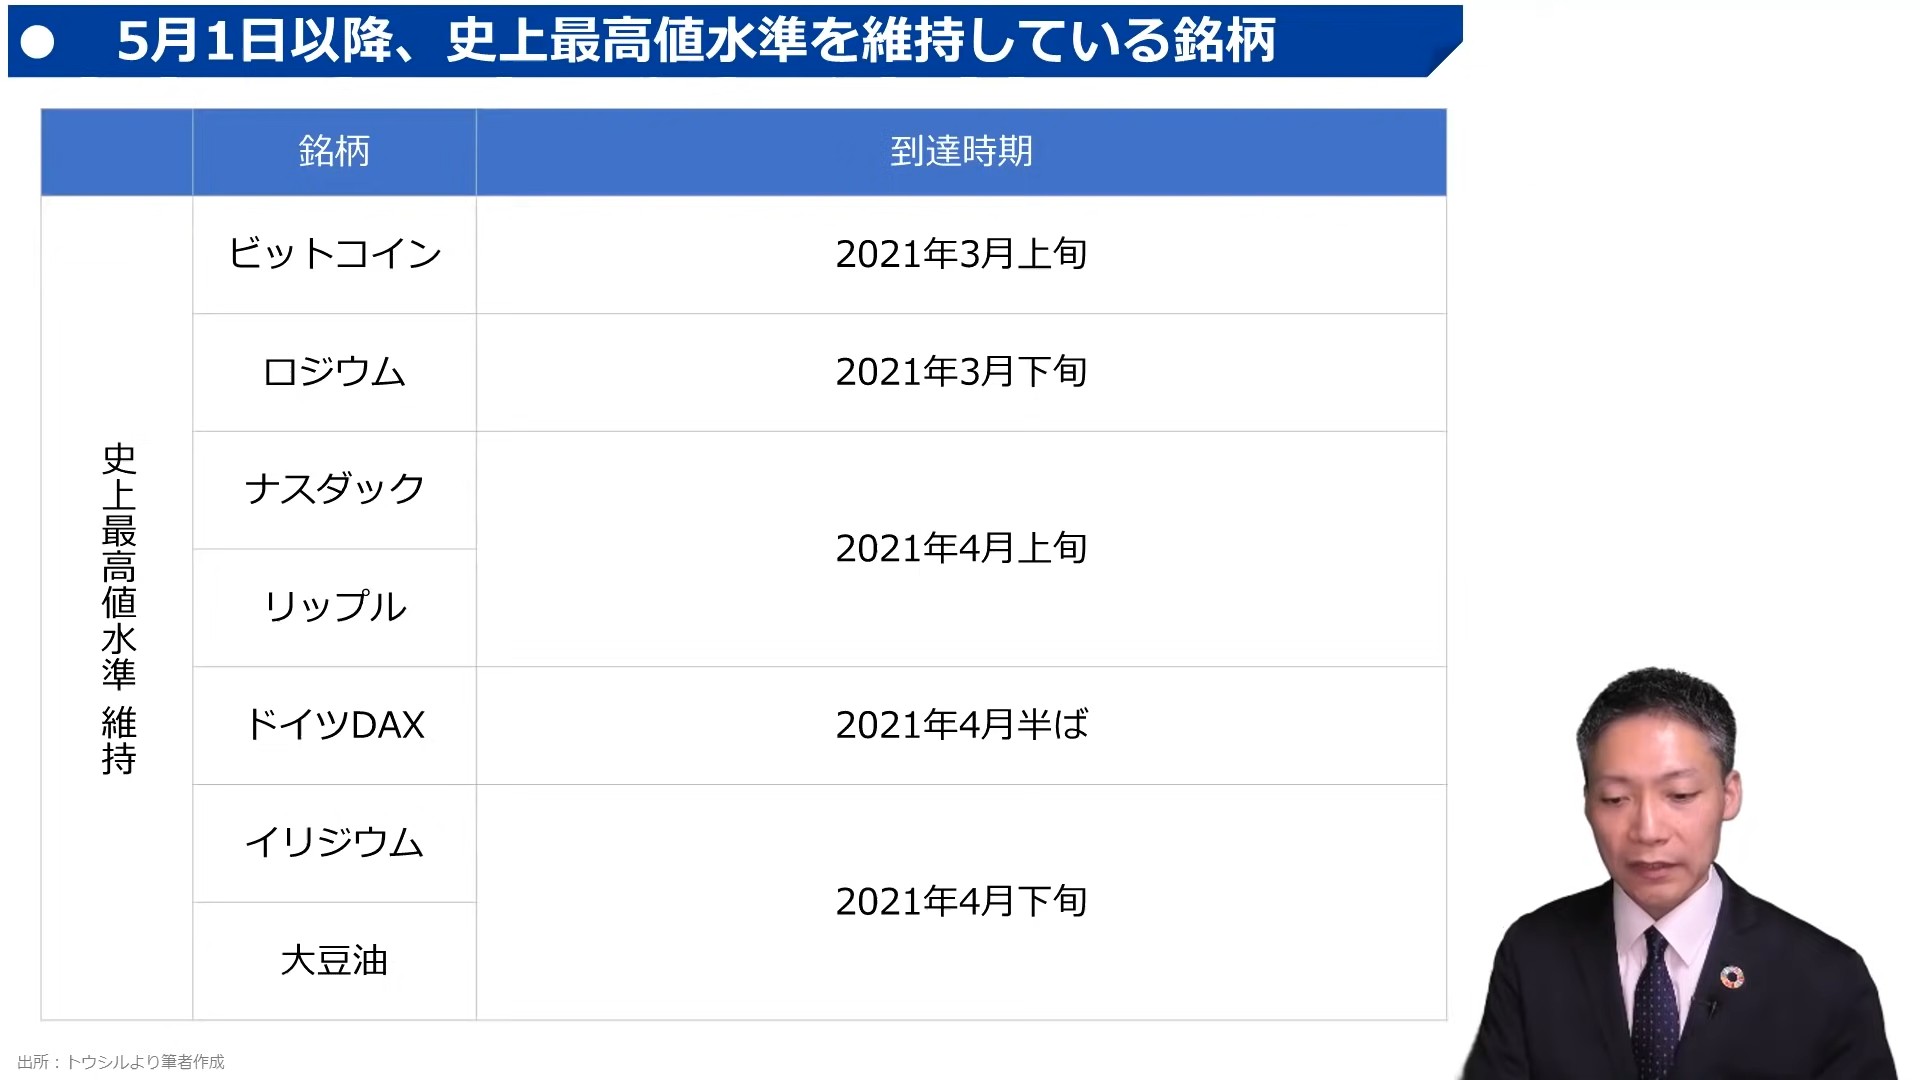 ● 5月1日以降、史上最高値水準を維持している銘柄
銘柄
到達時期
史上最高値水準 維持
ビットコイン
2021年3月上旬
ロジウム
2021年3月下旬
ナスダック
リップル
2021年4月上旬
ドイツDAX
2021年4月半ば
イリジウム
大豆油
2021年4月下旬
出所：トウシルより筆者作成